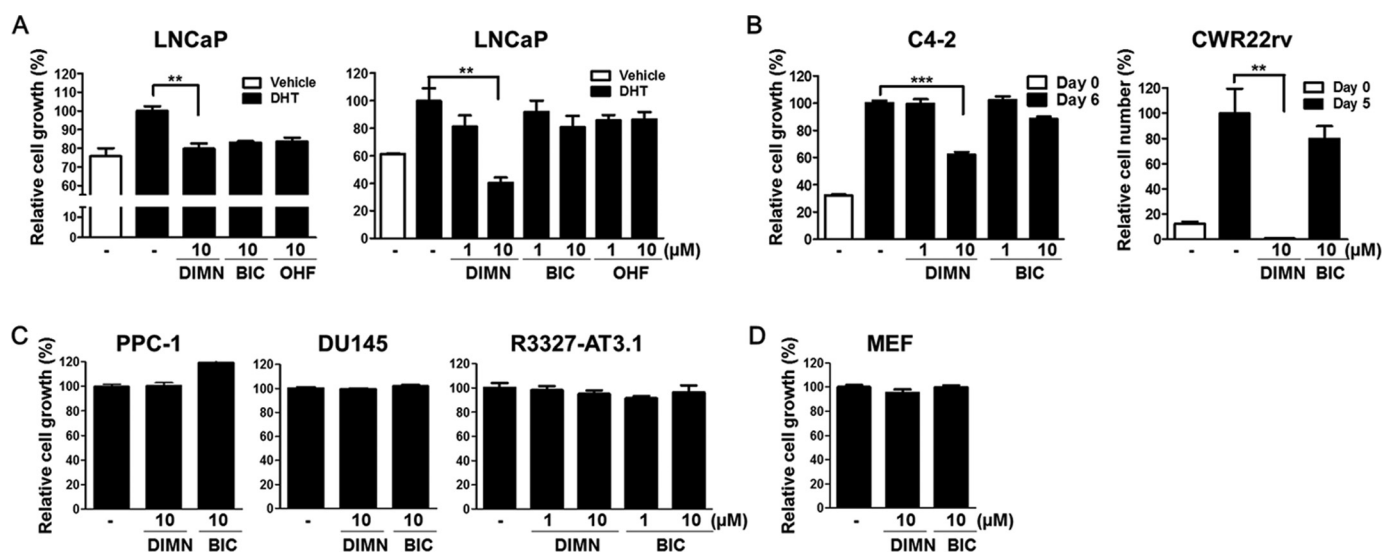 A
LNCaP
Relative cell growth (%)
120
110
100
90
80
70
60
10
0
**
Vehicle
DHT
- - 10 10 10
DIMN BIC OHF
LNCaP
120
100
80
60
40
20
0
**
Vehicle
DHT
- - 1 10 1 10 1 10 (μM)
DIMN BIC OHF
B
C4-2
Relative cell growth (%)
120
100
80
60
40
20
0
***
Day 0
Day 6
- - 1 10 1 10
DIMN BIC
CWR22rv
Relative cell number (%)
120
100
80
60
40
20
0
**
Day 0
Day 5
- - 10 10 (μM)
DIMN BIC
C
PPC-1
Relative cell growth (%)
120
100
80
60
40
20
0
- 10 10
DIMN BIC
DU145
120
100
80
60
40
20
0
- 10 10
DIMN BIC
R3327-AT3.1
120
100
80
60
40
20
0
- 1 10 1 10 (μM)
DIMN BIC
D
MEF
Relative cell growth (%)
120
100
80
60
40
20
0
- 10 10 (μM)
DIMN BIC